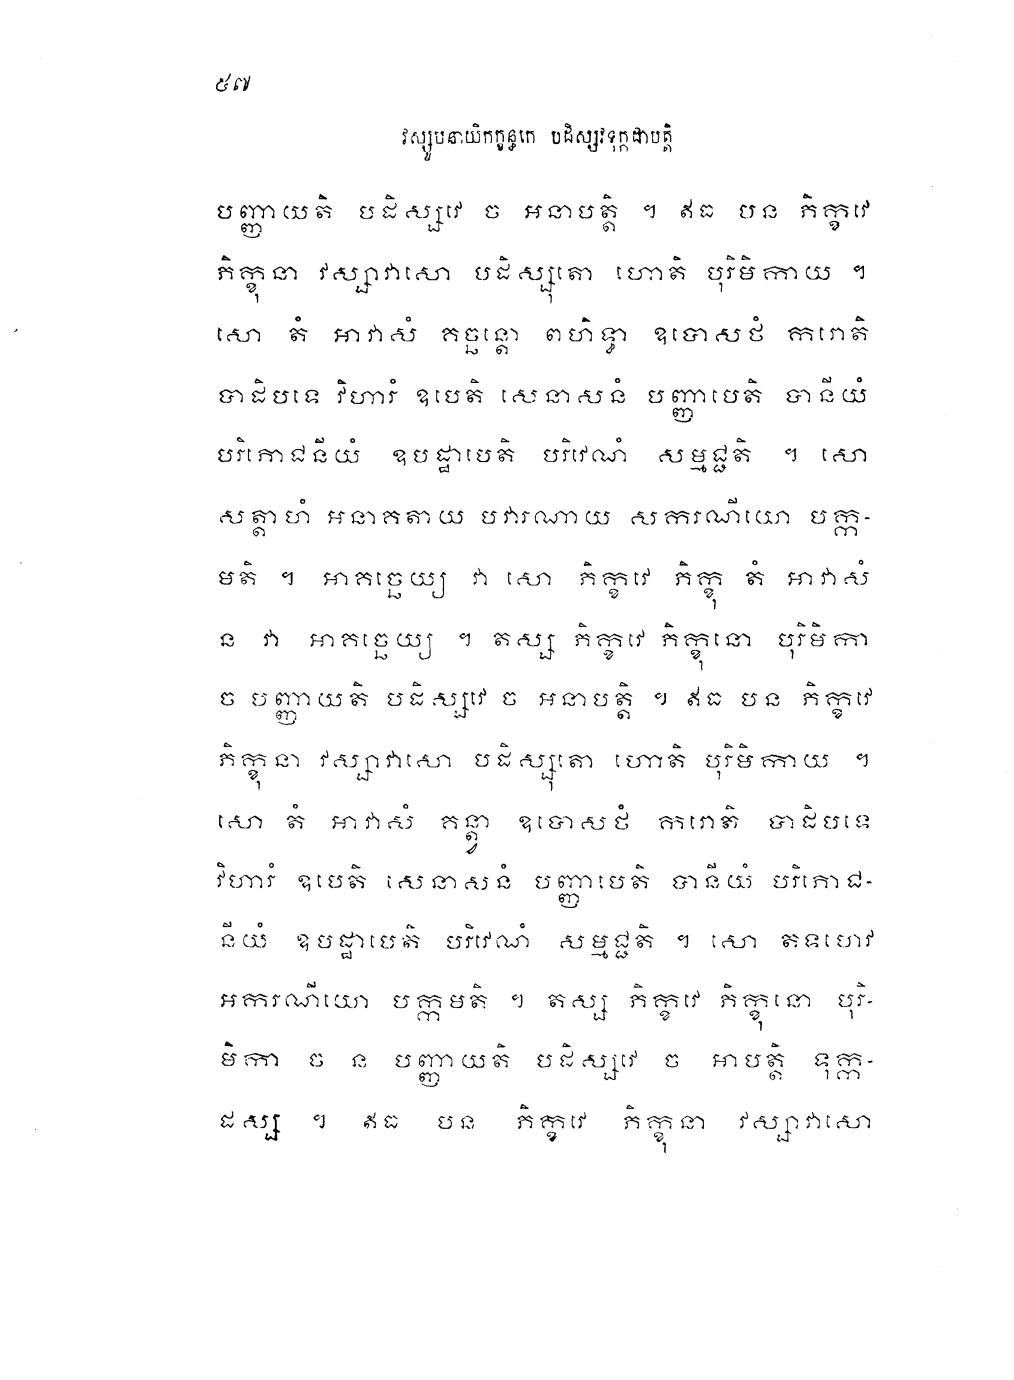 ៥៧
វស្សូបនាយិកក្ខន្ធកេ បដិស្សវទុក្កដាបត្តិ
បញ្ញាយតិ បដិស្សវេ ច អនាបត្តិ ។ ឥធ បន ភិក្ខវេ
ភិក្ខុនា វស្សាវាសោ បដិស្សុតោ ហោតិ បុរិមិកាយ ។
សោ តំ អាវាសំ គច្ឆន្តោ ពហិទ្ធា ឧបោសថំ ករោតិ
បាដិបទេ វិហារំ ឧបេតិ សេនាសនំ បញ្ញាបេតិ បានីយំ
បរិភោជនីយំ ឧបដ្ឋាបេតិ បរិវេណំ សម្មជ្ជតិ ។ សោ
សត្តាហំ អនាគតាយ បវារណាយ សករណីយោ បក្ក-
មតិ ។ អាគច្ឆេយ្យ វា សោ ភិក្ខវេ ភិក្ខុ តំ អាវាសំ
ន វា អាគច្ឆេយ្យ ។ តស្ស ភិក្ខវេ ភិក្ខុនោ បុរិមិកា
ច បញ្ញាយតិ បដិស្សវេ ច អនាបត្តិ ។ ឥធ បន ភិក្ខវេ
ភិក្ខុនា វស្សាវាសោ បដិស្សុតោ ហោតិ បុរិមិកាយ ។
សោ តំ អាវាសំ គន្ត្វា ឧបោសថំ ករោតិ បាដិបទេ
វិហារំ ឧបេតិ សេនាសនំ បញ្ញាបេតិ បានីយំ បរិភោជ-
នីយំ ឧបដ្ឋាបេតិ បរិវេណំ សម្មជ្ជតិ ។ សោ តទហេវ
អករណីយោ បក្កមតិ ។ តស្ស ភិក្ខវេ ភិក្ខុនោ បុរិ-
មិកា ច ន បញ្ញាយតិ បដិស្សវេ ច អាបត្តិ ទុក្ក-
ដស្ស ។ ឥធ បន ភិក្ខវេ ភិក្ខុនា វស្សាវាសោ